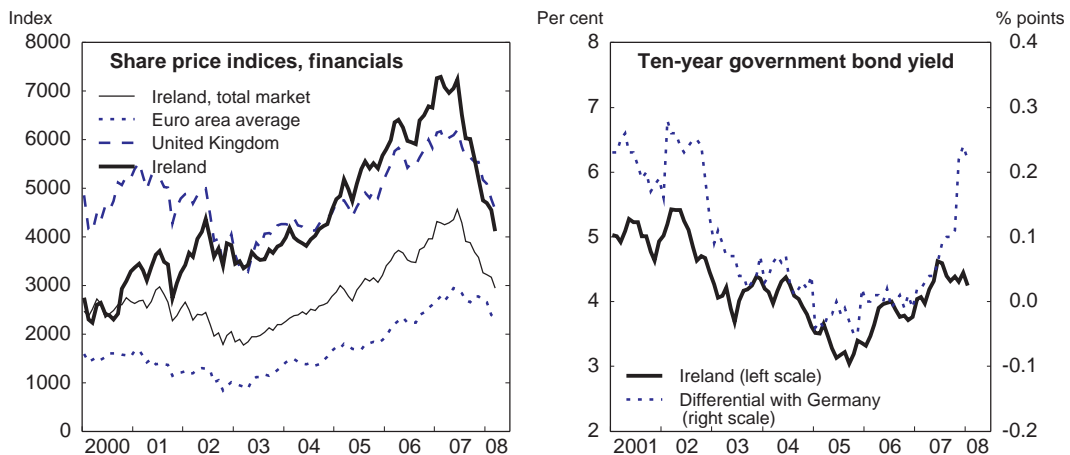 Index
8000
7000
6000
5000
4000
3000
2000
1000
0
Share price indices, financials
Ireland, total market
Euro area average
United Kingdom
Ireland
2000 01 02 03 04 05 06 07 08
Per cent
% points
8
7
6
5
4
3
2
Ten-year government bond yield
0.4
0.3
0.2
0.1
0.0
-0.1
-0.2
Ireland (left scale)
Differential with Germany
(right scale)
2001 02 03 04 05 06 07 08